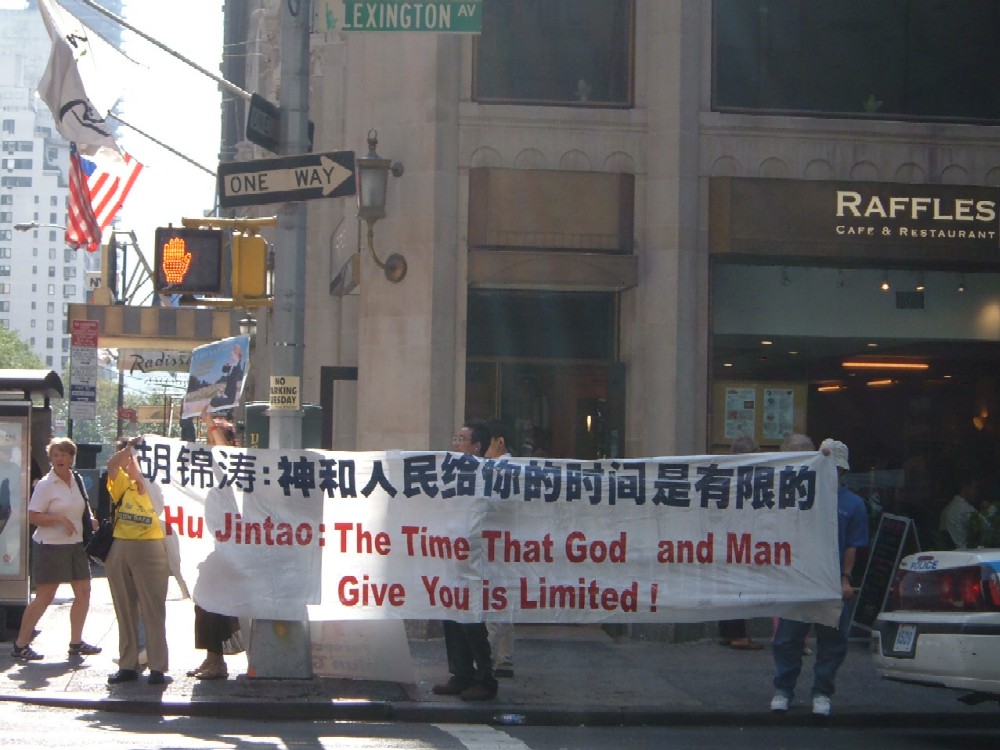 LEXINGTON AV
ONE WAY
RAFFLES
CAFE & RESTAURANT
Radiss
NO
PARKING
TUESDAY
胡锦涛:神和人民给你的时间是有限的
Hu Jintao: The Time That God and Man
Give You is Limited !
POLICE